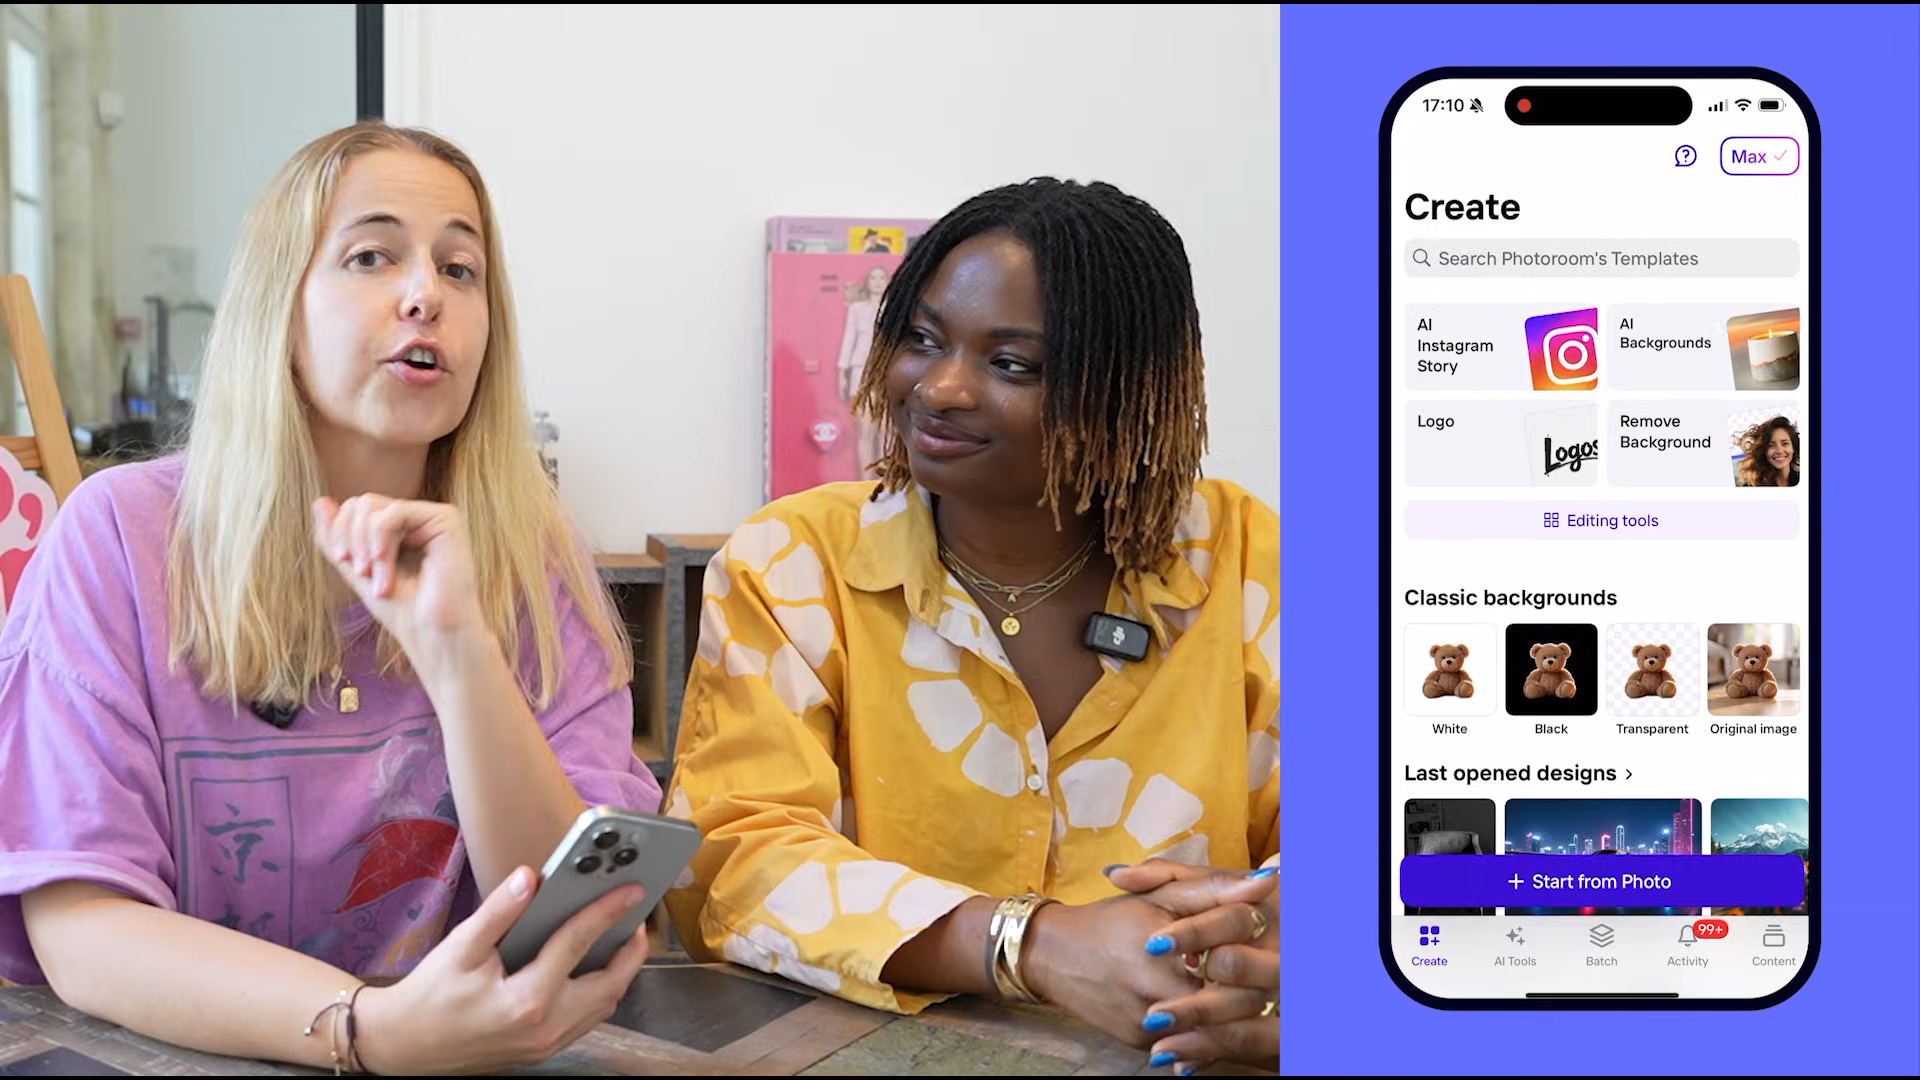 17:10
Max
Create
Search Photoroom's Templates
AI
Instagram
Story
AI
Backgrounds
Logo
Logos
Remove
Background
Editing tools
Classic backgrounds
White
Black
Transparent
Original image
Last opened designs
+ Start from Photo
99+
Create
AI Tools
Batch
Activity
Content
京
dji